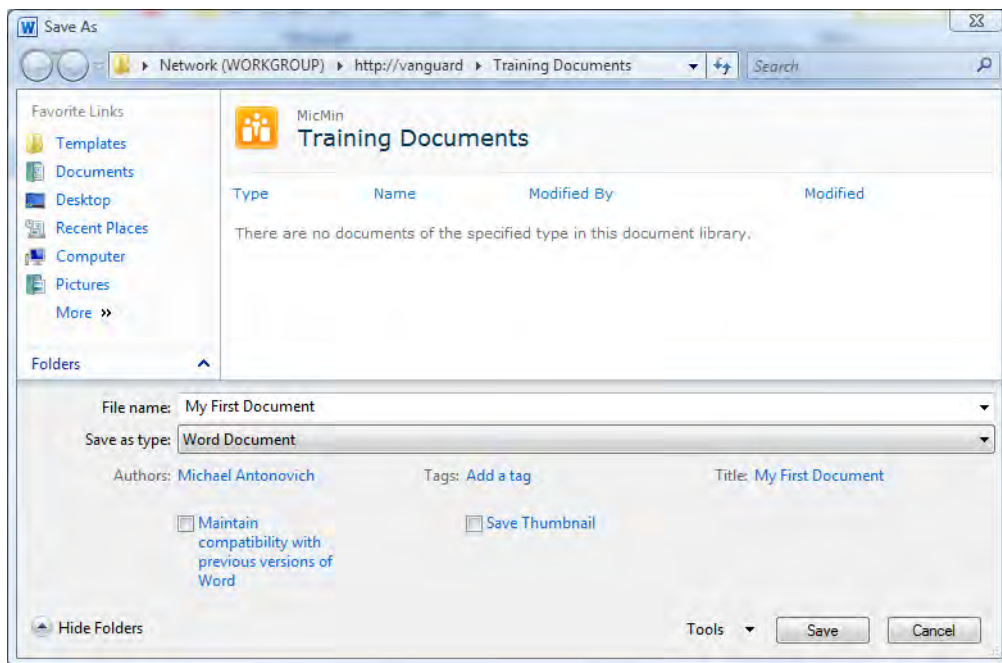 Save As
Network (WORKGROUP) http://vanguard Training Documents Search
Favorite Links
Templates
Documents
Desktop
Recent Places
Computer
Pictures
More »
Folders
MicMin
Training Documents
Type Name Modified By Modified
There are no documents of the specified type in this document library.
File name: My First Document
Save as type: Word Document
Authors: Michael Antonovich Tags: Add a tag Title: My First Document
Maintain
compatibility with
previous versions of
Word
Save Thumbnail
Hide Folders Tools Save Cancel